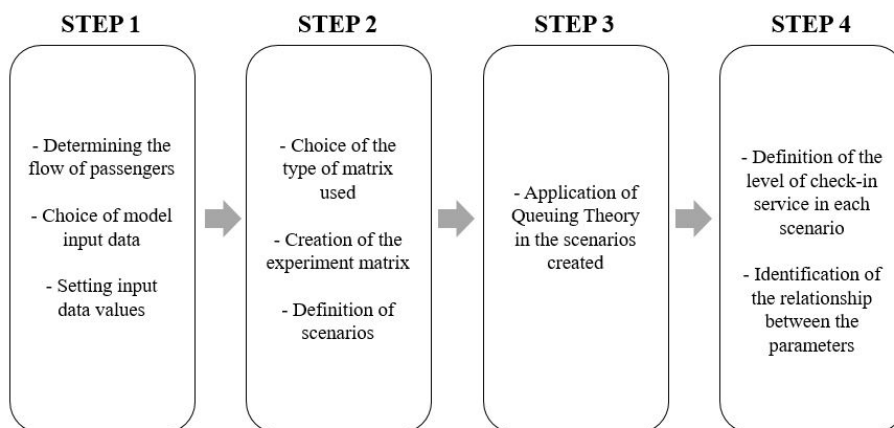 STEP 1
- Determining the
flow of passengers
- Choice of model
input data
- Setting input
data values
STEP 2
- Choice of the
type of matrix
used
- Creation of the
experiment matrix
- Definition of
scenarios
STEP 3
- Application of
Queuing Theory
in the scenarios
created
STEP 4
- Definition of the
level of check-in
service in each
scenario
- Identification of
the relationship
between the
parameters